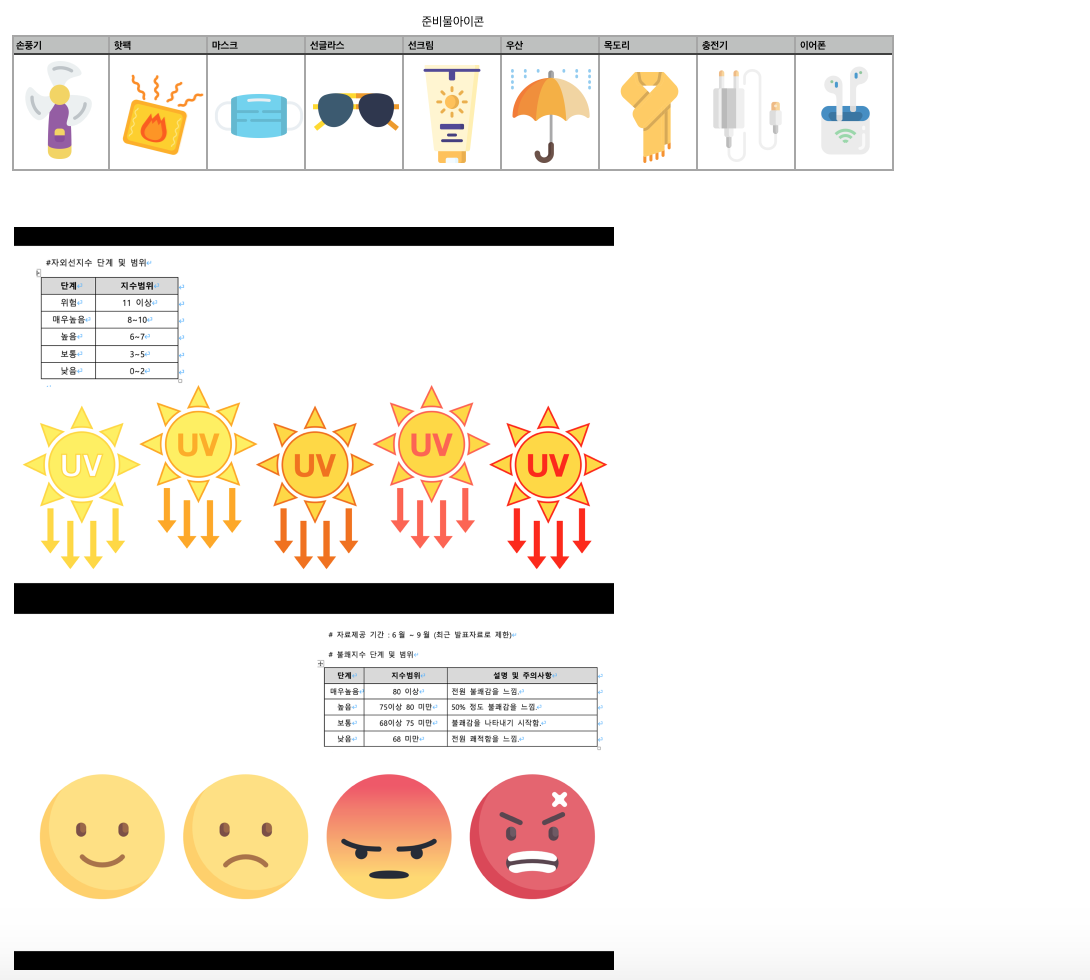 준비물아이콘
손풍기 핫팩 마스크 선글라스 선크림 우산 목도리 충전기 이어폰
#자외선지수 단계 및 범위
단계 지수범위
위험 11 이상
매우높음 8~10
높음 6~7
보통 3~5
낮음 0~2
UV UV UV UV UV
# 자료제공 기간 : 6월 ~ 9월 (최근 발표자료로 제한)
# 불쾌지수 단계 및 범위
단계 지수범위 설명 및 주의사항
매우높음 80 이상 전원 불쾌감을 느낌.
높음 75이상 80 미만 50% 정도 불쾌감을 느낌.
보통 68이상 75 미만 불쾌감을 나타내기 시작함.
낮음 68 미만 전원 쾌적함을 느낌.